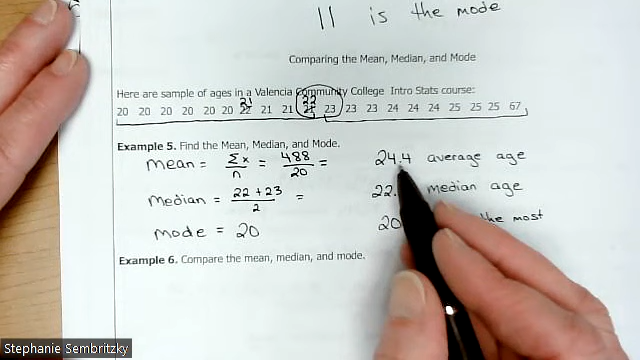 11 is the mode
Comparing the Mean, Median, and Mode
Here are sample of ages in a Valencia Community College Intro Stats course:
21 22
20 20 20 20 20 20 22 21 21 21 23 23 23 24 24 24 25 25 25 67
Example 5. Find the Mean, Median, and Mode.
mean = Σx/n = 488/20 = 24.4 average age
median = 22 + 23/2 = 22. median age
mode = 20 20 the most
Example 6. Compare the mean, median, and mode.
Stephanie Sembritzky